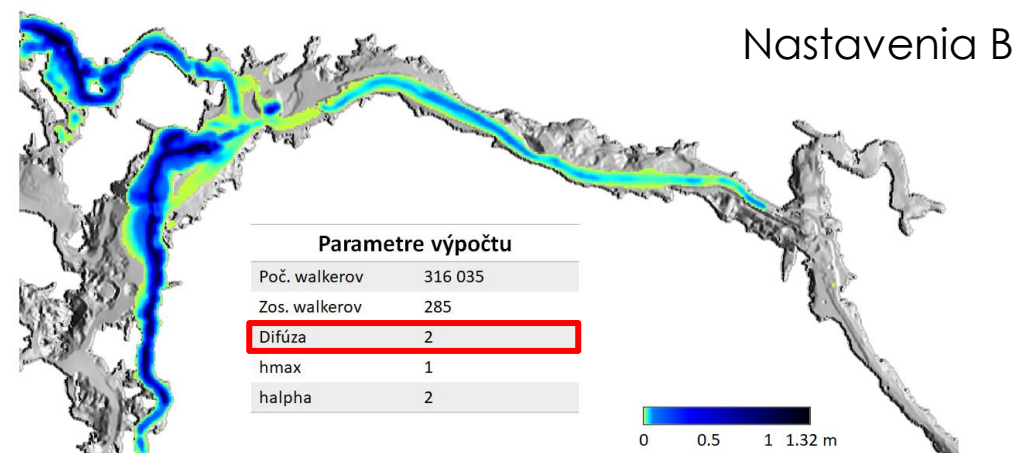 Nastavenia B
Parametre výpočtu
Poč. walkerov 316 035
Zos. walkerov 285
Difúza 2
hmax 1
halpha 2
0 0.5 1 1.32 m